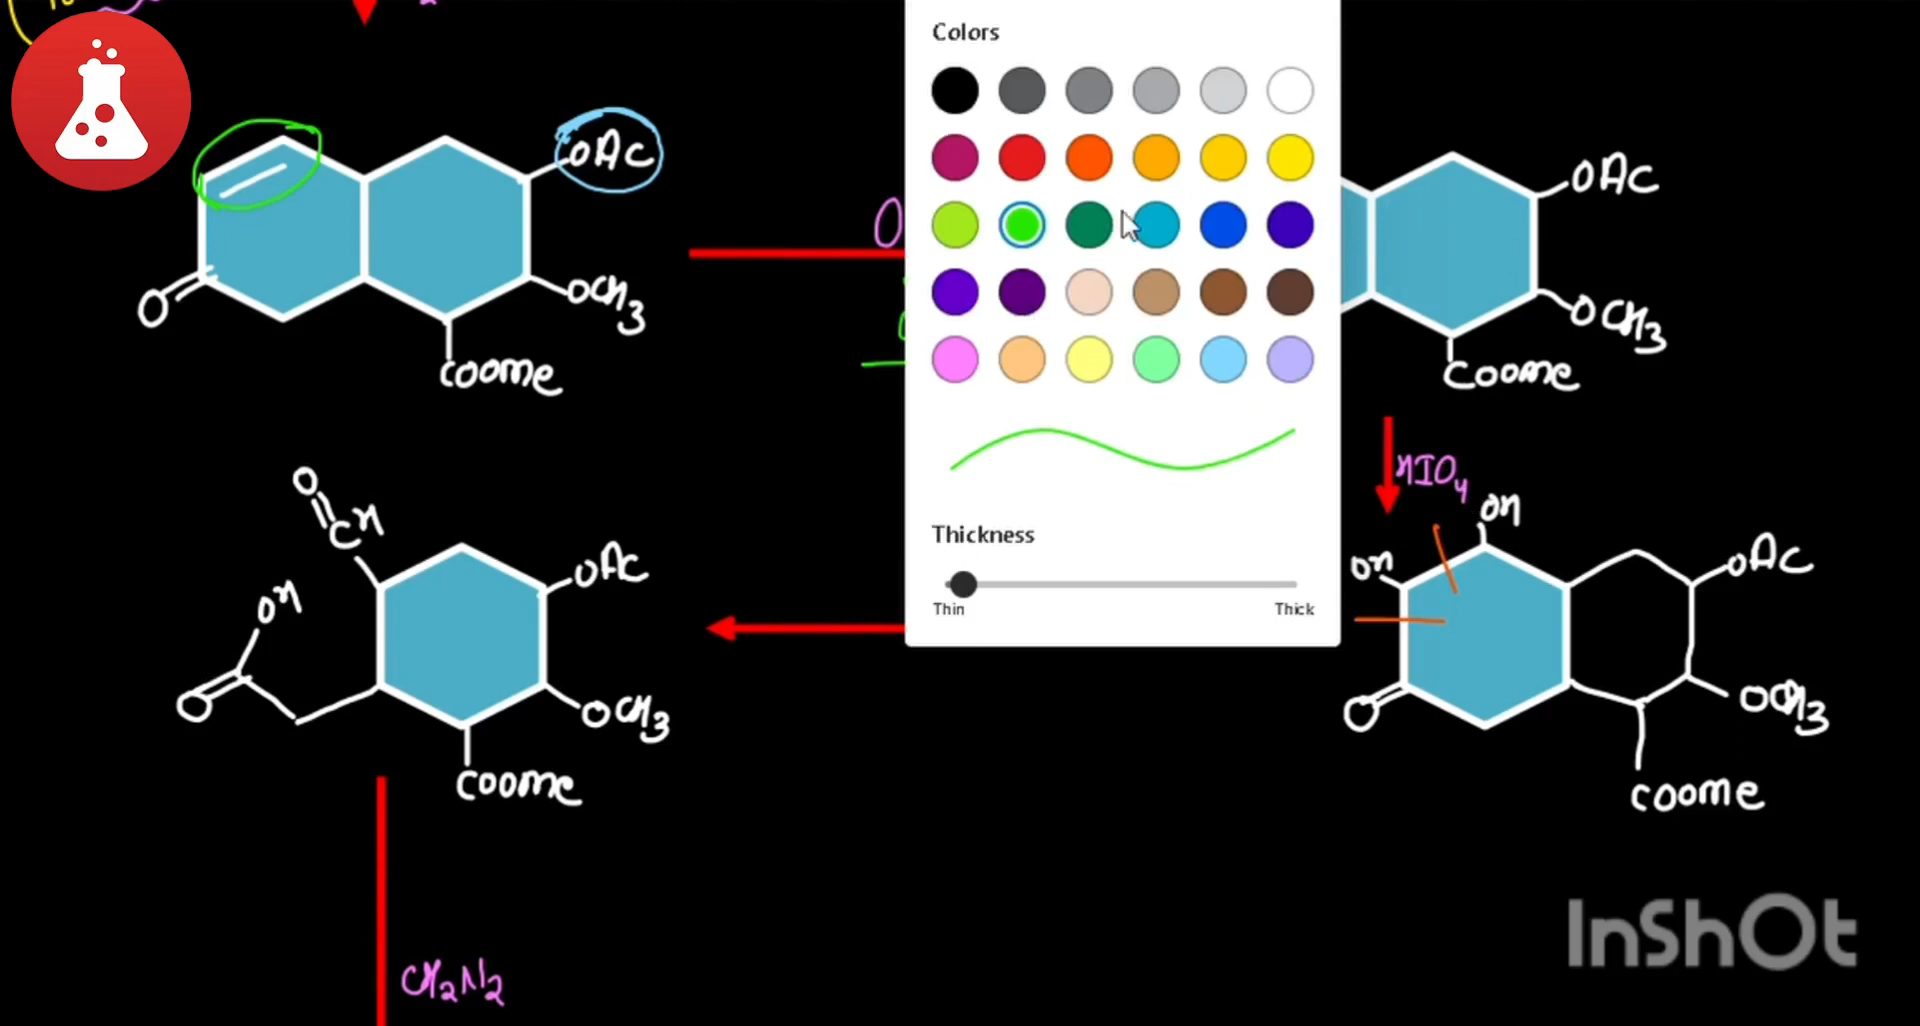 Colors
OAc
O
OCH3
COOMe
O
OAc
OCH3
COOMe
HIO4
Thickness
Thin
Thick
O
CH
OH
O
OAc
OCH3
COOMe
OH
OH
O
OAc
OCH3
COOMe
CH2N2
InShOt